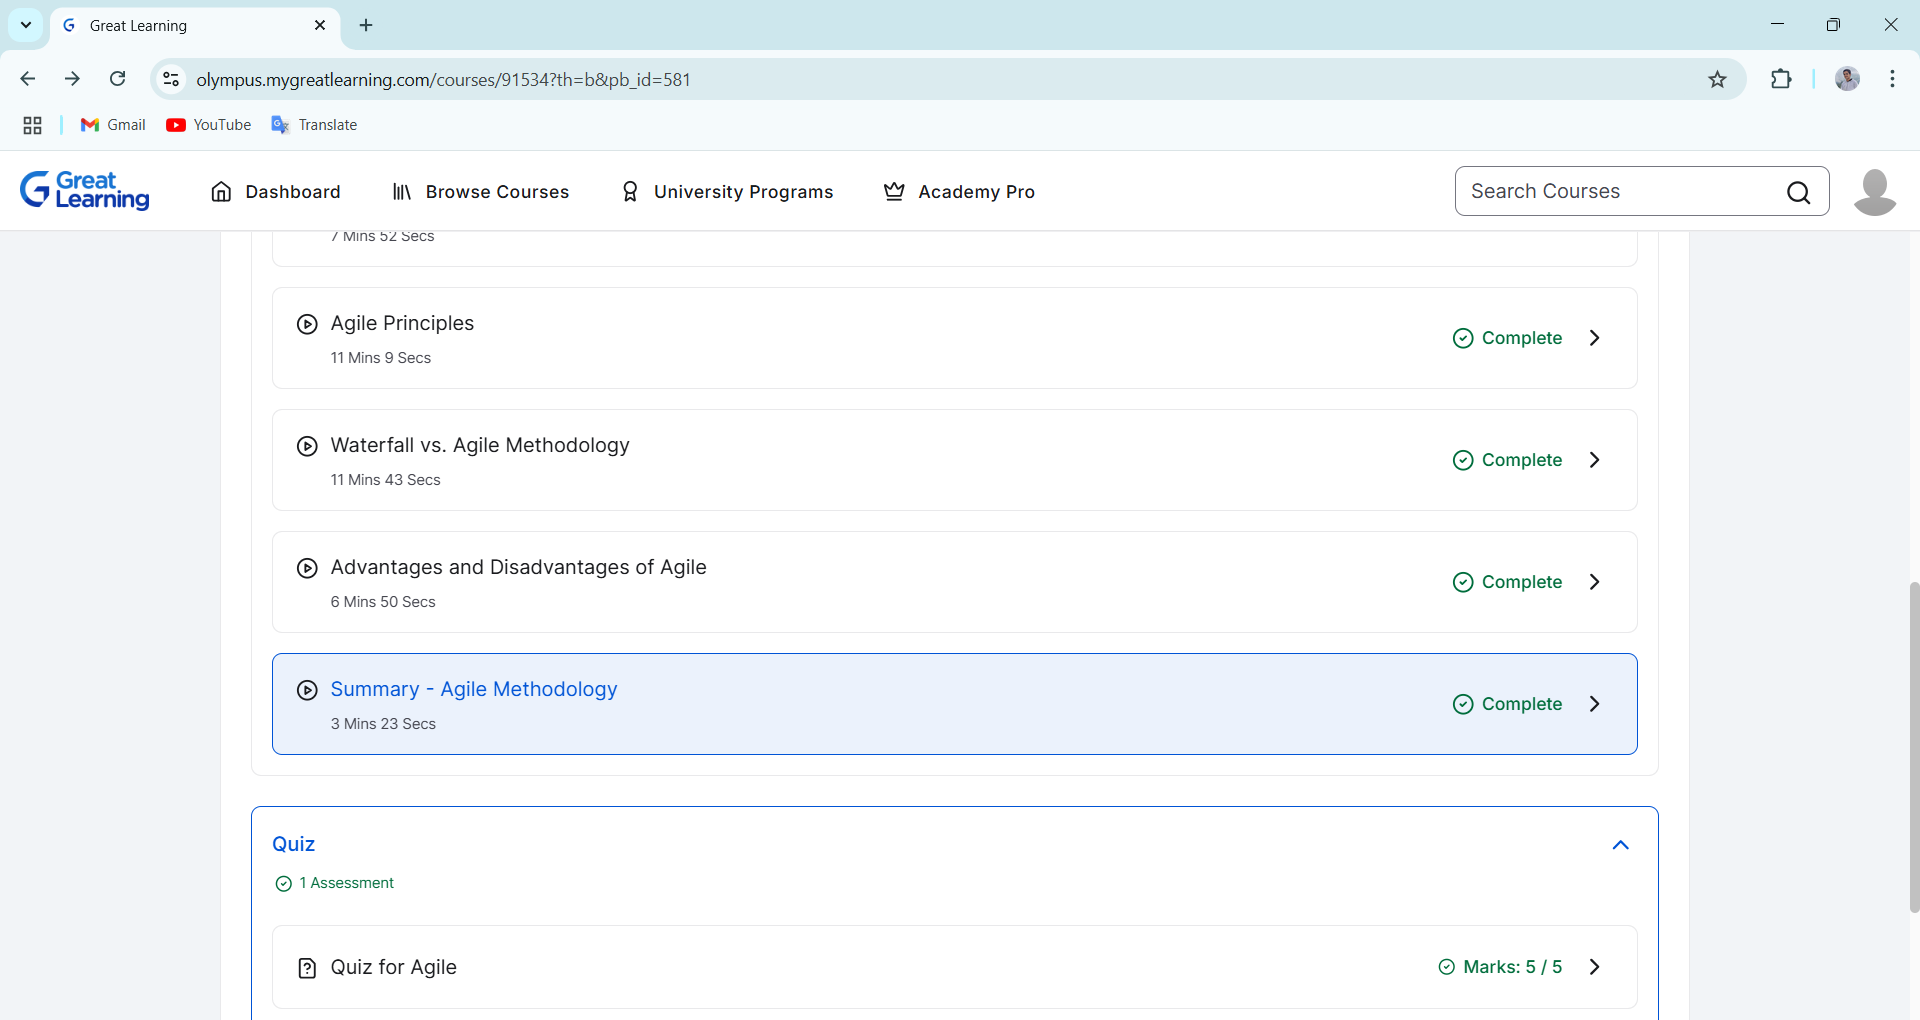 Great Learning
olympus.mygreatlearning.com/courses/91534?th=b&pb_id=581
Gmail
YouTube
Translate
Great Learning
Dashboard
Browse Courses
University Programs
Academy Pro
Search Courses
7 Mins 52 Secs
Agile Principles
11 Mins 9 Secs
Complete
Waterfall vs. Agile Methodology
11 Mins 43 Secs
Complete
Advantages and Disadvantages of Agile
6 Mins 50 Secs
Complete
Summary - Agile Methodology
3 Mins 23 Secs
Complete
Quiz
1 Assessment
Quiz for Agile
Marks: 5 / 5